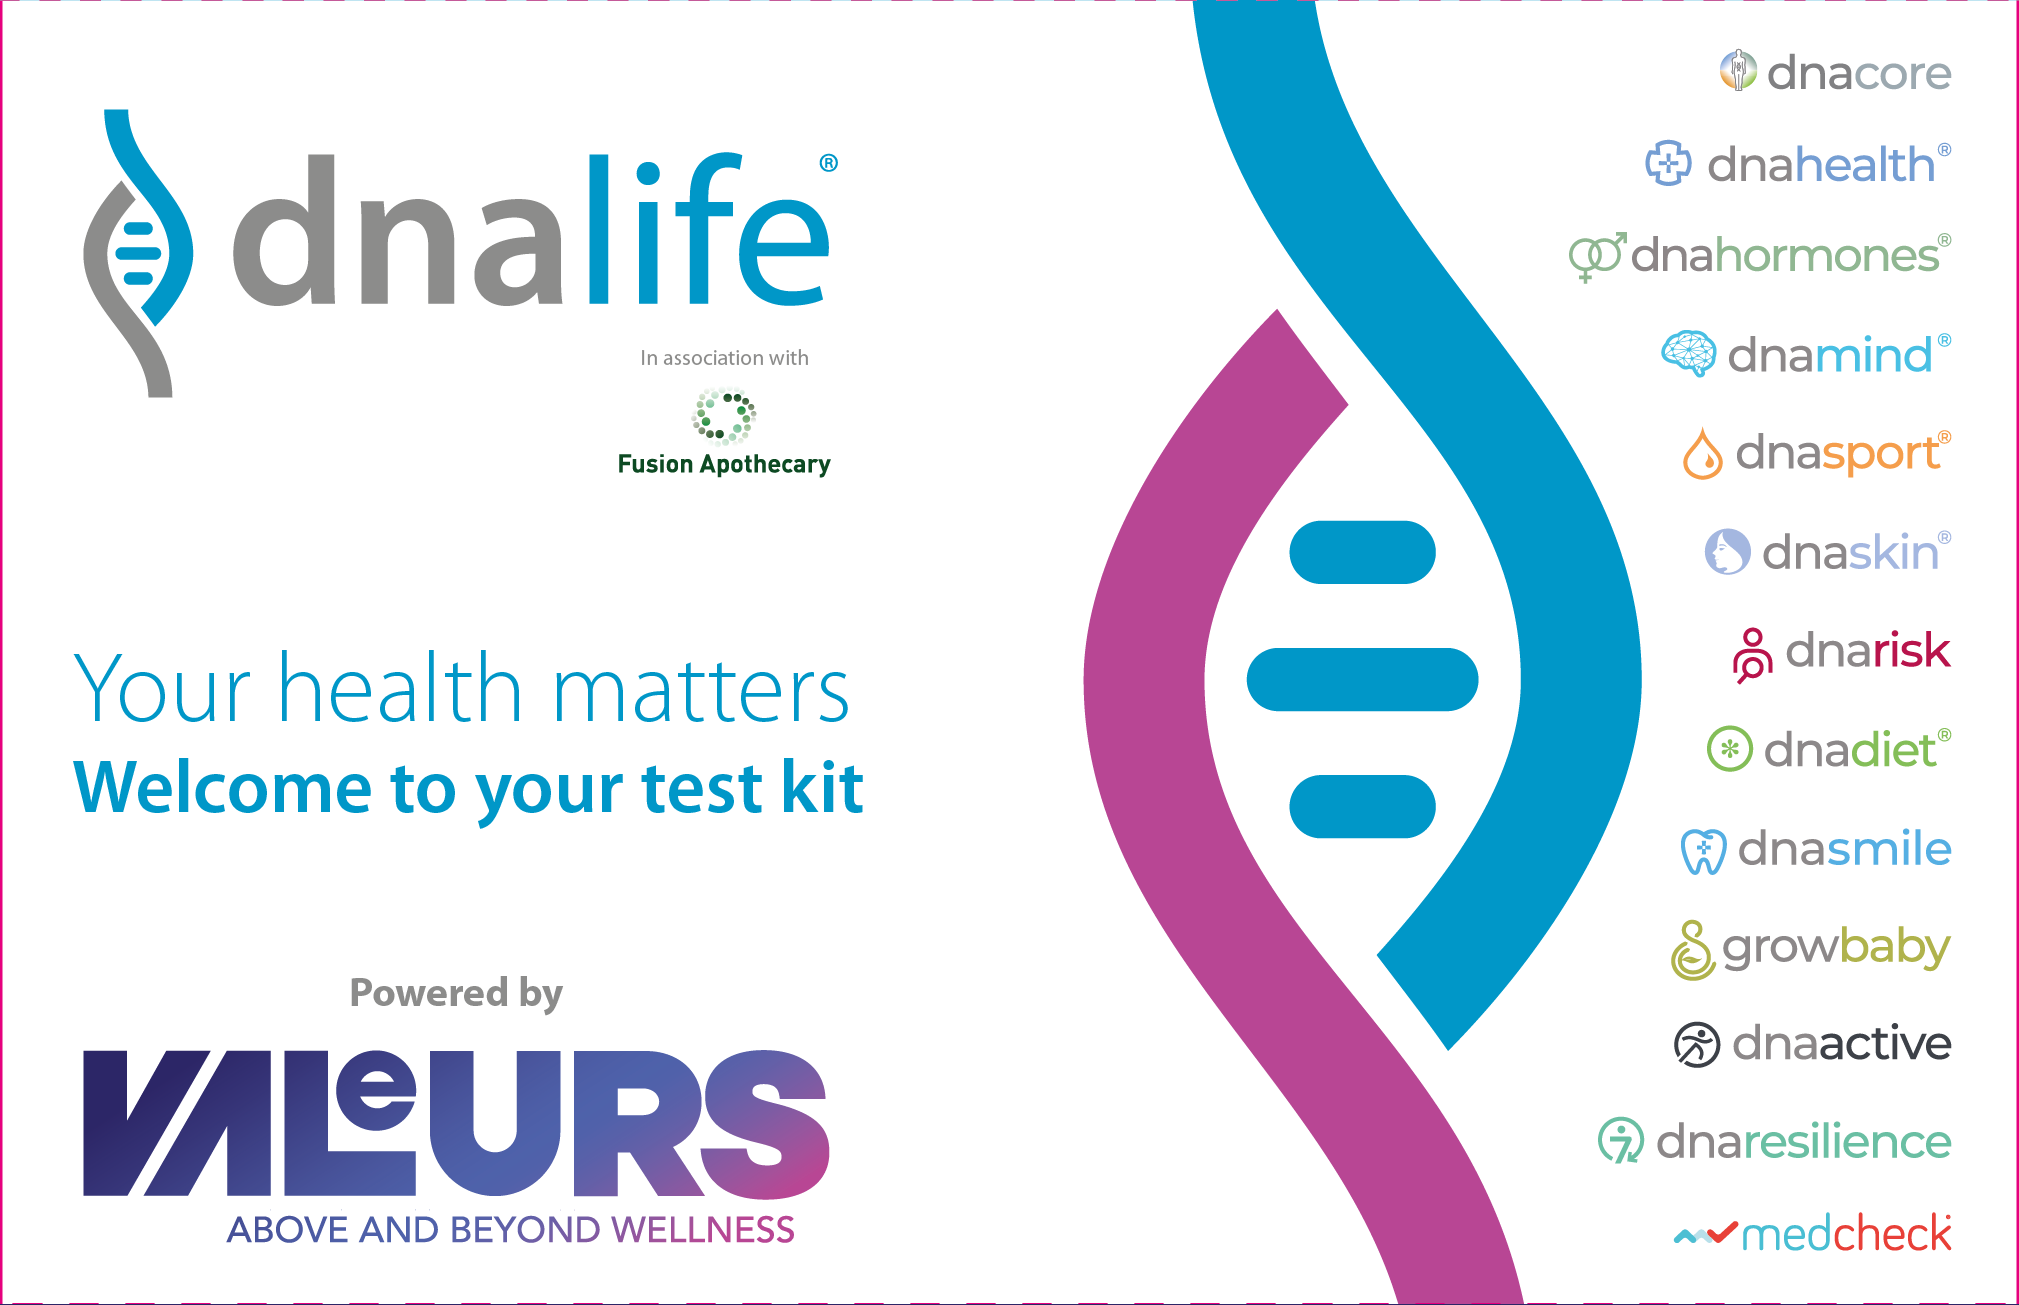 dnalife®
In association with
Fusion Apothecary
Your health matters
Welcome to your test kit
Powered by
VALeURS
ABOVE AND BEYOND WELLNESS
dnacore
dnahealth®
dnahormones®
dnamind®
dnasport®
dnaskin®
dnarisk
dnadiet®
dnasmile
growbaby
dnaactive
dnaresilience
medcheck